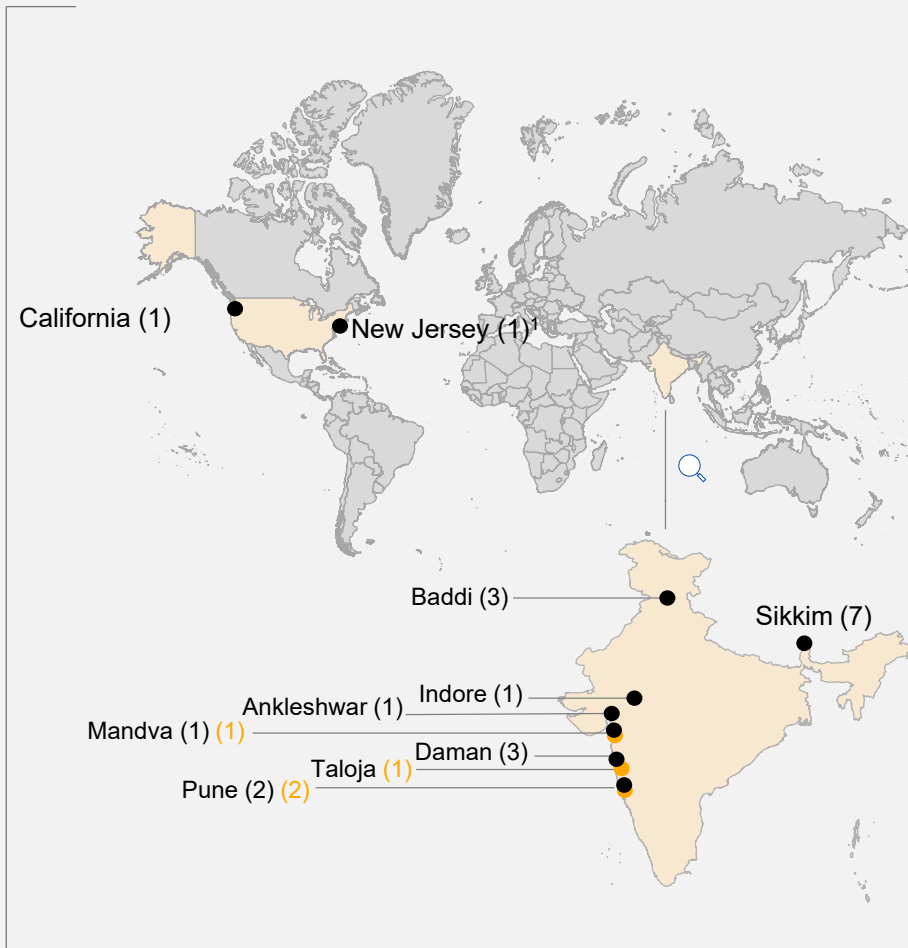 California (1)
New Jersey (1)¹
Baddi (3)
Sikkim (7)
Indore (1)
Ankleshwar (1)
Mandva (1) (1)
Daman (3)
Taloja (1)
Pune (2) (2)